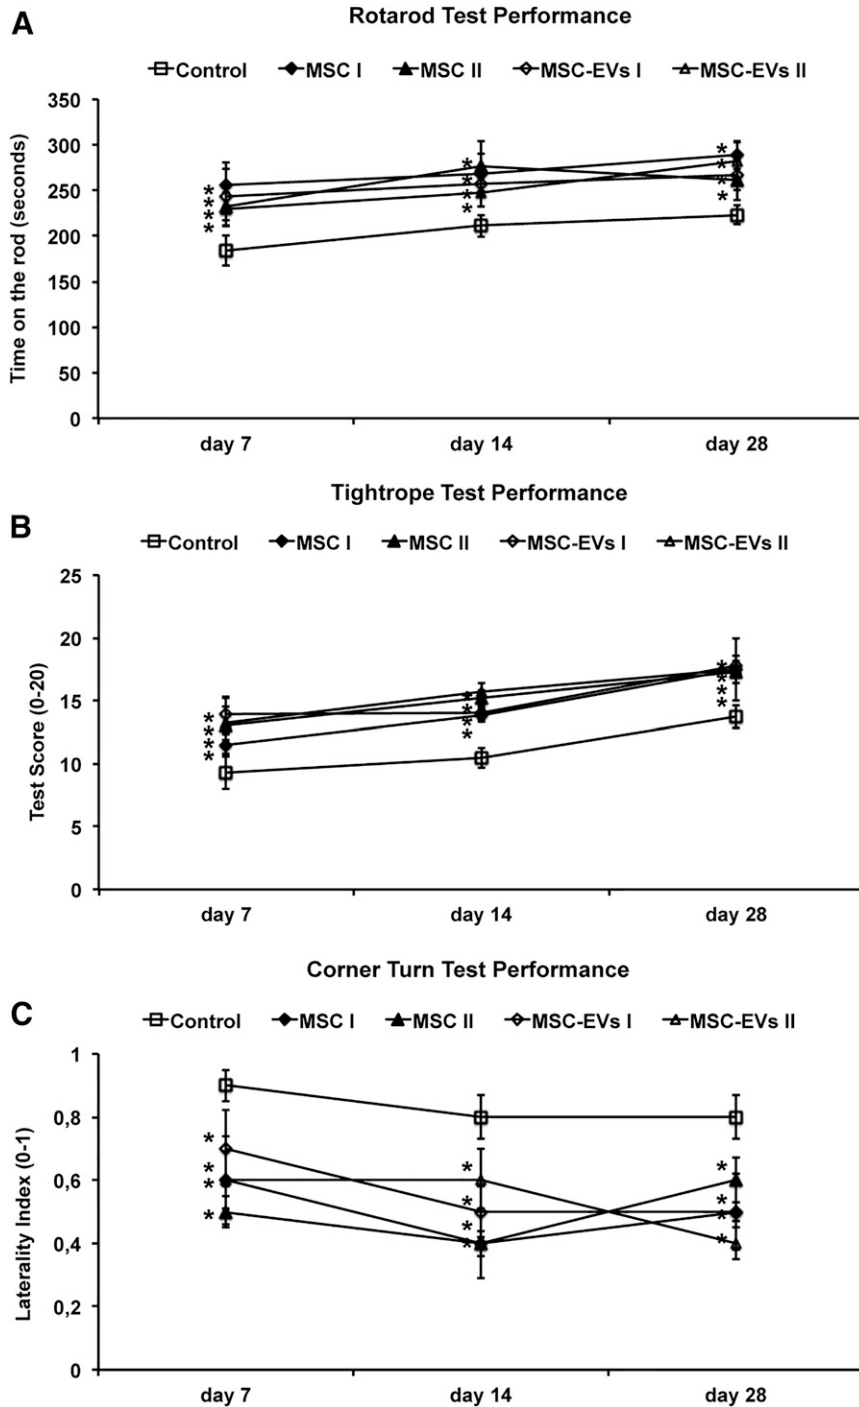 A
Rotarod Test Performance
Control MSC I MSC II MSC-EVs I MSC-EVs II
Time on the rod (seconds)
350
300
250
200
150
100
50
0
* * * *
* * * *
* * * *
day 7 day 14 day 28
B
Tightrope Test Performance
Control MSC I MSC II MSC-EVs I MSC-EVs II
Test Score (0-20)
25
20
15
10
5
0
* * * *
* * * *
* * * *
day 7 day 14 day 28
C
Corner Turn Test Performance
Control MSC I MSC II MSC-EVs I MSC-EVs II
Laterality Index (0-1)
1
0,8
0,6
0,4
0,2
0
* * * *
* * * *
* * * *
day 7 day 14 day 28